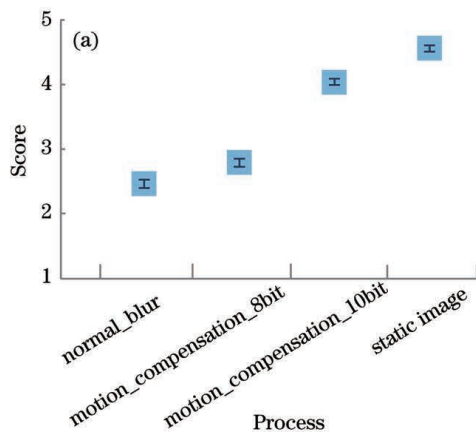 (a)
5
4
3
2
1
Score
normal_blur
motion_compensation_8bit
motion_compensation_10bit
static image
Process